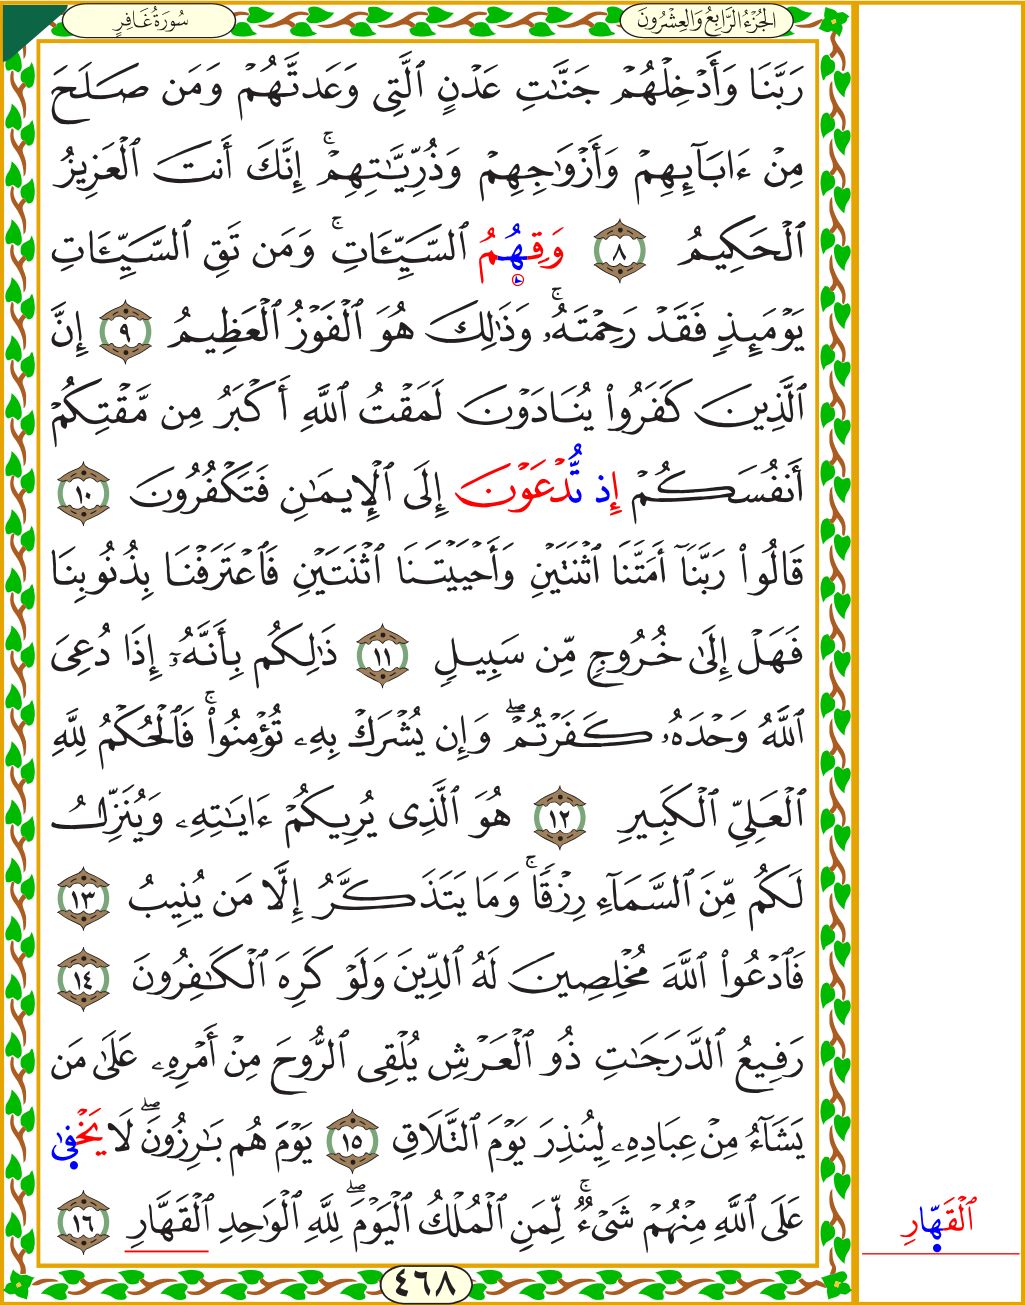 الجُزْءُ الرَّابِعُ وَالعِشْرُونَ
سُورَةُ غَافِرٍ
رَبَّنَا وَأَدْخِلْهُمْ جَنَّٰتِ عَدْنٍ ٱلَّتِى وَعَدتَّهُمْ وَمَن صَلَحَ
مِنْ ءَابَآئِهِمْ وَأَزْوَٰجِهِمْ وَذُرِّيَّٰتِهِمْۚ إِنَّكَ أَنتَ ٱلْعَزِيزُ
ٱلْحَكِيمُ ٨ وَقِهُمُ ٱلسَّيِّـَٔاتِۚ وَمَن تَقِ ٱلسَّيِّـَٔاتِ
يَوْمَئِذٍ فَقَدْ رَحِمْتَهُۥۚ وَذَٰلِكَ هُوَ ٱلْفَوْزُ ٱلْعَظِيمُ ٩ إِنَّ
ٱلَّذِينَ كَفَرُوا۟ يُنَادَوْنَ لَمَقْتُ ٱللَّهِ أَكْبَرُ مِن مَّقْتِكُمْ
أَنفُسَكُمْ إِذ تُّدْعَوْنَ إِلَى ٱلْإِيمَٰنِ فَتَكْفُرُونَ ١٠
قَالُوا۟ رَبَّنَآ أَمَتَّنَا ٱثْنَتَيْنِ وَأَحْيَيْتَنَا ٱثْنَتَيْنِ فَٱعْتَرَفْنَا بِذُنُوبِنَا
فَهَلْ إِلَىٰ خُرُوجٍ مِّن سَبِيلٍ ١١ ذَٰلِكُم بِأَنَّهُۥٓ إِذَا دُعِىَ
ٱللَّهُ وَحْدَهُۥ كَفَرْتُمْۖ وَإِن يُشْرَكْ بِهِۦ تُؤْمِنُوا۟ۚ فَٱلْحُكْمُ لِلَّهِ
ٱلْعَلِىِّ ٱلْكَبِيرِ ١٢ هُوَ ٱلَّذِى يُرِيكُمْ ءَايَٰتِهِۦ وَيُنَزِّلُ
لَكُم مِّنَ ٱلسَّمَآءِ رِزْقًاۚ وَمَا يَتَذَكَّرُ إِلَّا مَن يُنِيبُ ١٣
فَٱدْعُوا۟ ٱللَّهَ مُخْلِصِينَ لَهُ ٱلدِّينَ وَلَوْ كَرِهَ ٱلْكَٰفِرُونَ ١٤
رَفِيعُ ٱلدَّرَجَٰتِ ذُو ٱلْعَرْشِ يُلْقِى ٱلرُّوحَ مِنْ أَمْرِهِۦ عَلَىٰ مَن
يَشَآءُ مِنْ عِبَادِهِۦ لِيُنذِرَ يَوْمَ ٱلتَّلَاقِ ١٥ يَوْمَ هُم بَٰرِزُونَۖ لَا يَخْفَىٰ
عَلَى ٱللَّهِ مِنْهُمْ شَىْءٌۚ لِّمَنِ ٱلْمُلْكُ ٱلْيَوْمَۖ لِلَّهِ ٱلْوَٰحِدِ ٱلْقَهَّارِ ١٦
ٱلْقَهَّارِ
٤٦٨